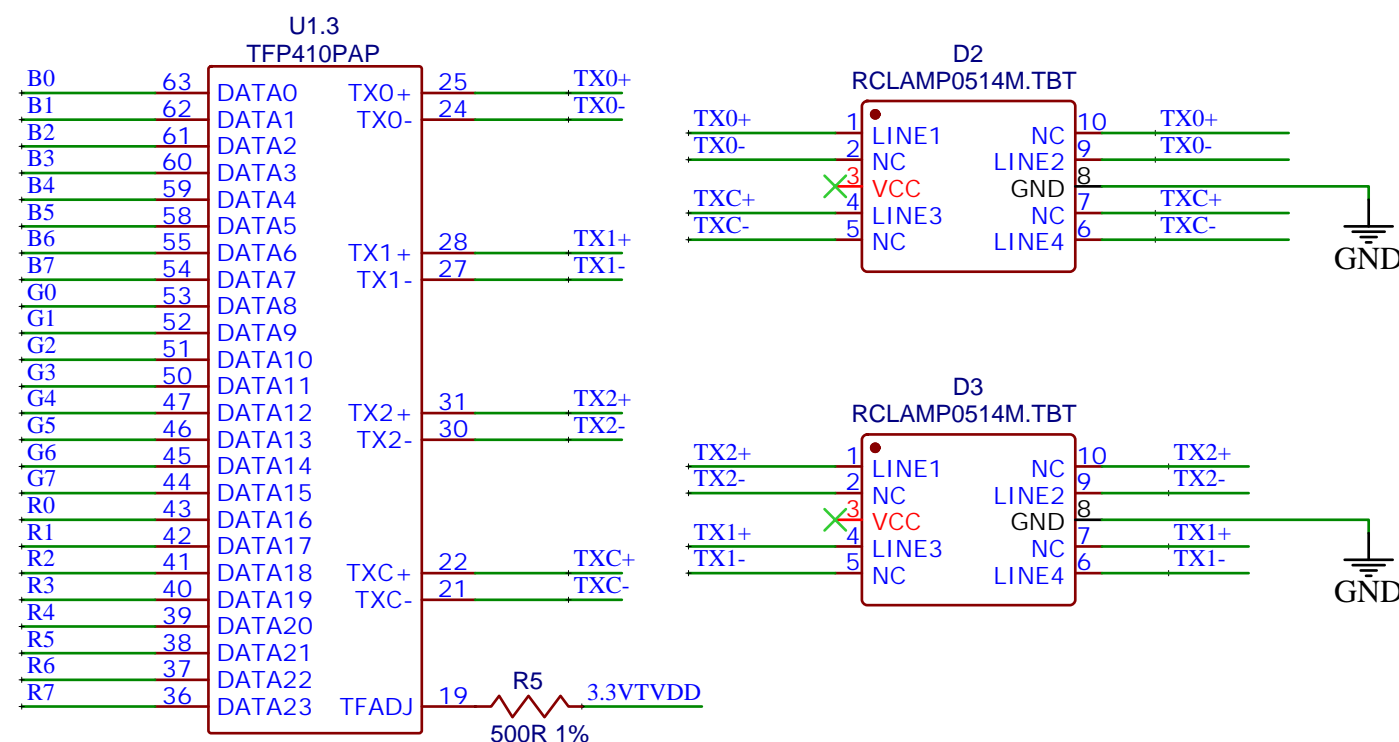 U1.3
TFP410PAP
B0 63 DATA0 TX0+ 25 TX0+
B1 62 DATA1 TX0- 24 TX0-
B2 61 DATA2
B3 60 DATA3
B4 59 DATA4
B5 58 DATA5
B6 55 DATA6 TX1+ 28 TX1+
B7 54 DATA7 TX1- 27 TX1-
G0 53 DATA8
G1 52 DATA9
G2 51 DATA10
G3 50 DATA11
G4 47 DATA12 TX2+ 31 TX2+
G5 46 DATA13 TX2- 30 TX2-
G6 45 DATA14
G7 44 DATA15
R0 43 DATA16
R1 42 DATA17
R2 41 DATA18 TXC+ 22 TXC+
R3 40 DATA19 TXC- 21 TXC-
R4 39 DATA20
R5 38 DATA21
R6 37 DATA22
R7 36 DATA23 TFADJ 19 R5 3.3VTVDD
500R 1%
D2
RCLAMP0514M.TBT
TX0+ 1 LINE1 NC 10 TX0+
TX0- 2 NC LINE2 9 TX0-
3 VCC GND 8
TXC+ 4 LINE3 NC 7 TXC+
TXC- 5 NC LINE4 6 TXC-
GND
D3
RCLAMP0514M.TBT
TX2+ 1 LINE1 NC 10 TX2+
TX2- 2 NC LINE2 9 TX2-
3 VCC GND 8
TX1+ 4 LINE3 NC 7 TX1+
TX1- 5 NC LINE4 6 TX1-
GND